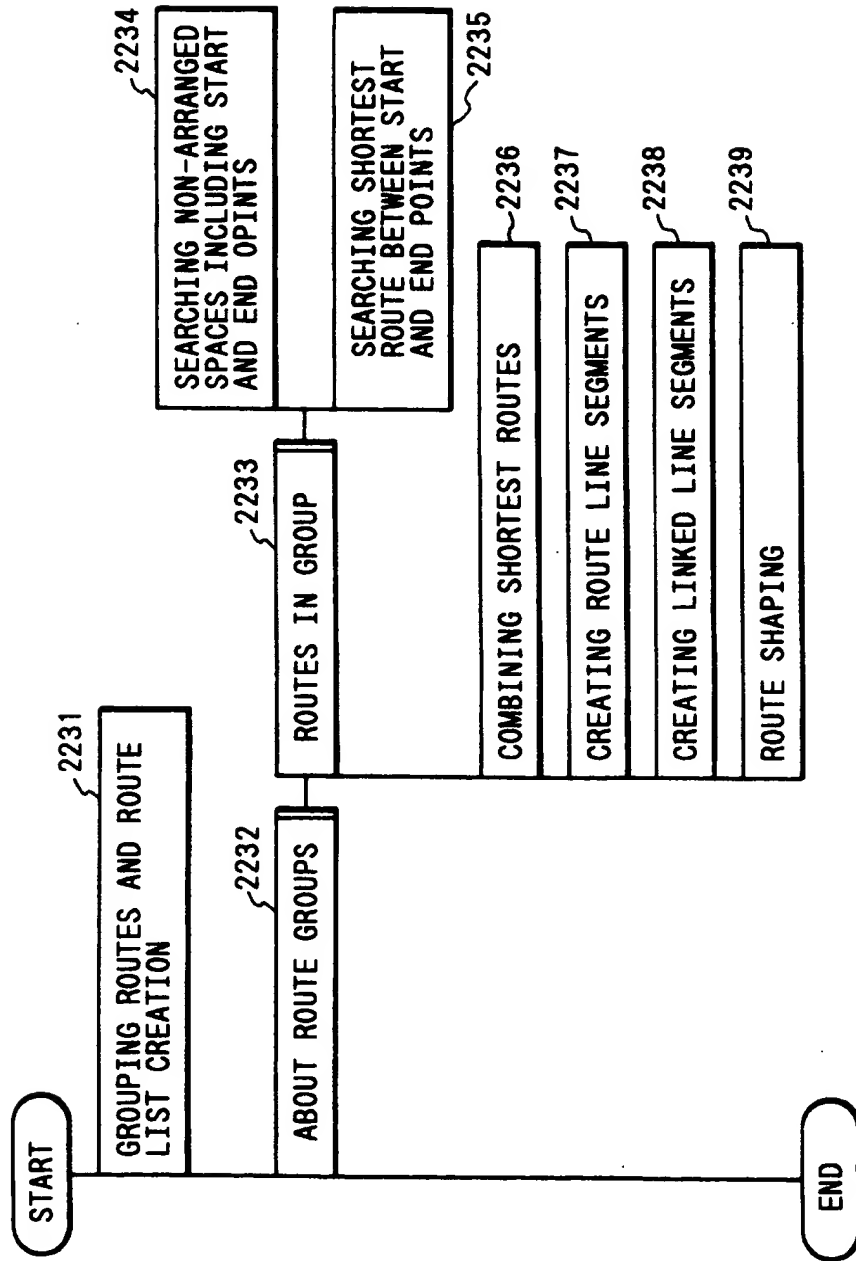 START
2231
GROUPING ROUTES AND ROUTE
LIST CREATION
2232
ABOUT ROUTE GROUPS
2233
ROUTES IN GROUP
2234
SEARCHING NON-ARRANGED
SPACES INCLUDING START
AND END OPINTS
SEARCHING SHORTEST
ROUTE BETWEEN START
AND END POINTS
2235
COMBINING SHORTEST ROUTES
2236
CREATING ROUTE LINE SEGMENTS
2237
CREATING LINKED LINE SEGMENTS
2238
ROUTE SHAPING
2239
END